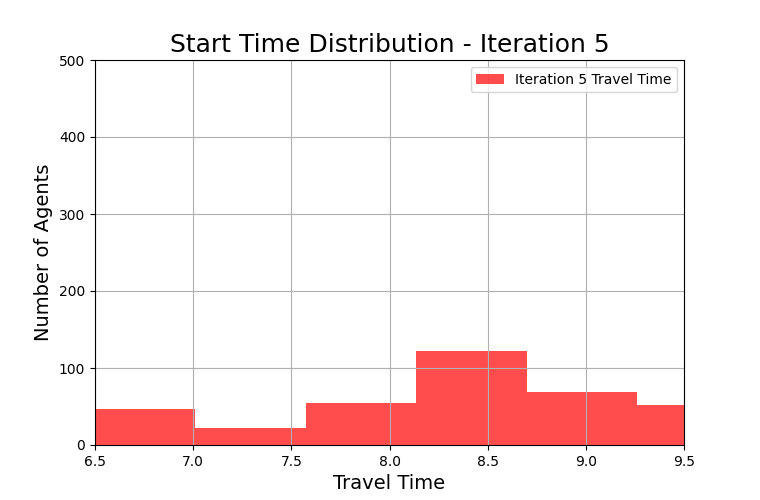 Start Time Distribution - Iteration 5
500
Iteration 5 Travel Time
400
300
200
100
0
Number of Agents
6.5 7.0 7.5 8.0 8.5 9.0 9.5
Travel Time